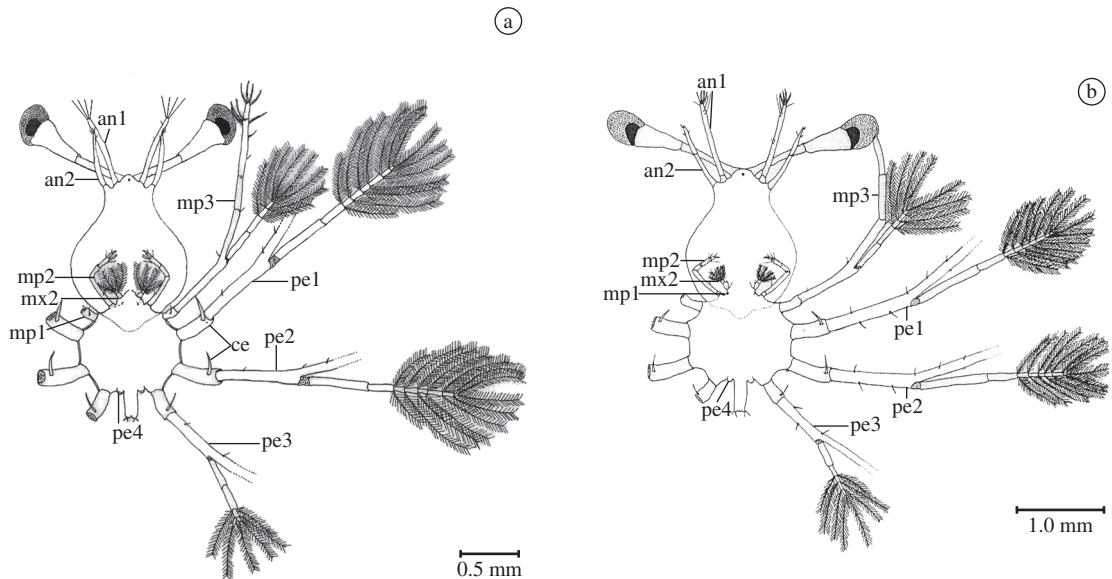 a
an1
an2
mp3
mp2
mx2
mp1
pe1
ce
pe2
pe4
pe3
0.5 mm
b
an1
an2
mp3
mp2
mx2
mp1
pe1
pe2
pe4
pe3
1.0 mm